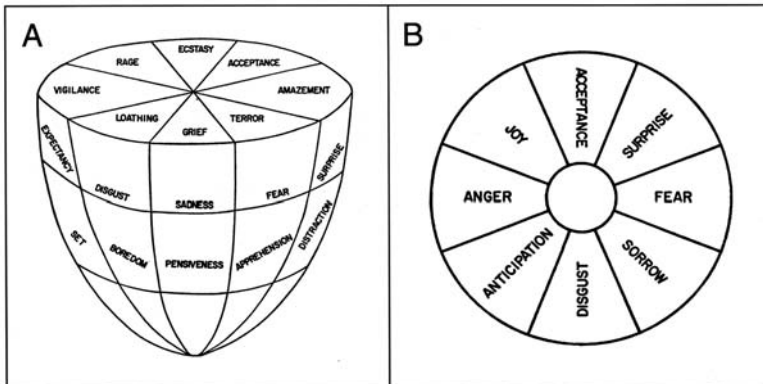 A
ECSTASY
RAGE
ACCEPTANCE
VIGILANCE
AMAZEMENT
LOATHING
TERROR
GRIEF
EXPECTANCY
DISGUST
SADNESS
FEAR
SURPRISE
SET
BOREDOM
PENSIVENESS
APPREHENSION
DISTRACTION
B
ACCEPTANCE
JOY
SURPRISE
ANGER
FEAR
ANTICIPATION
SORROW
DISGUST